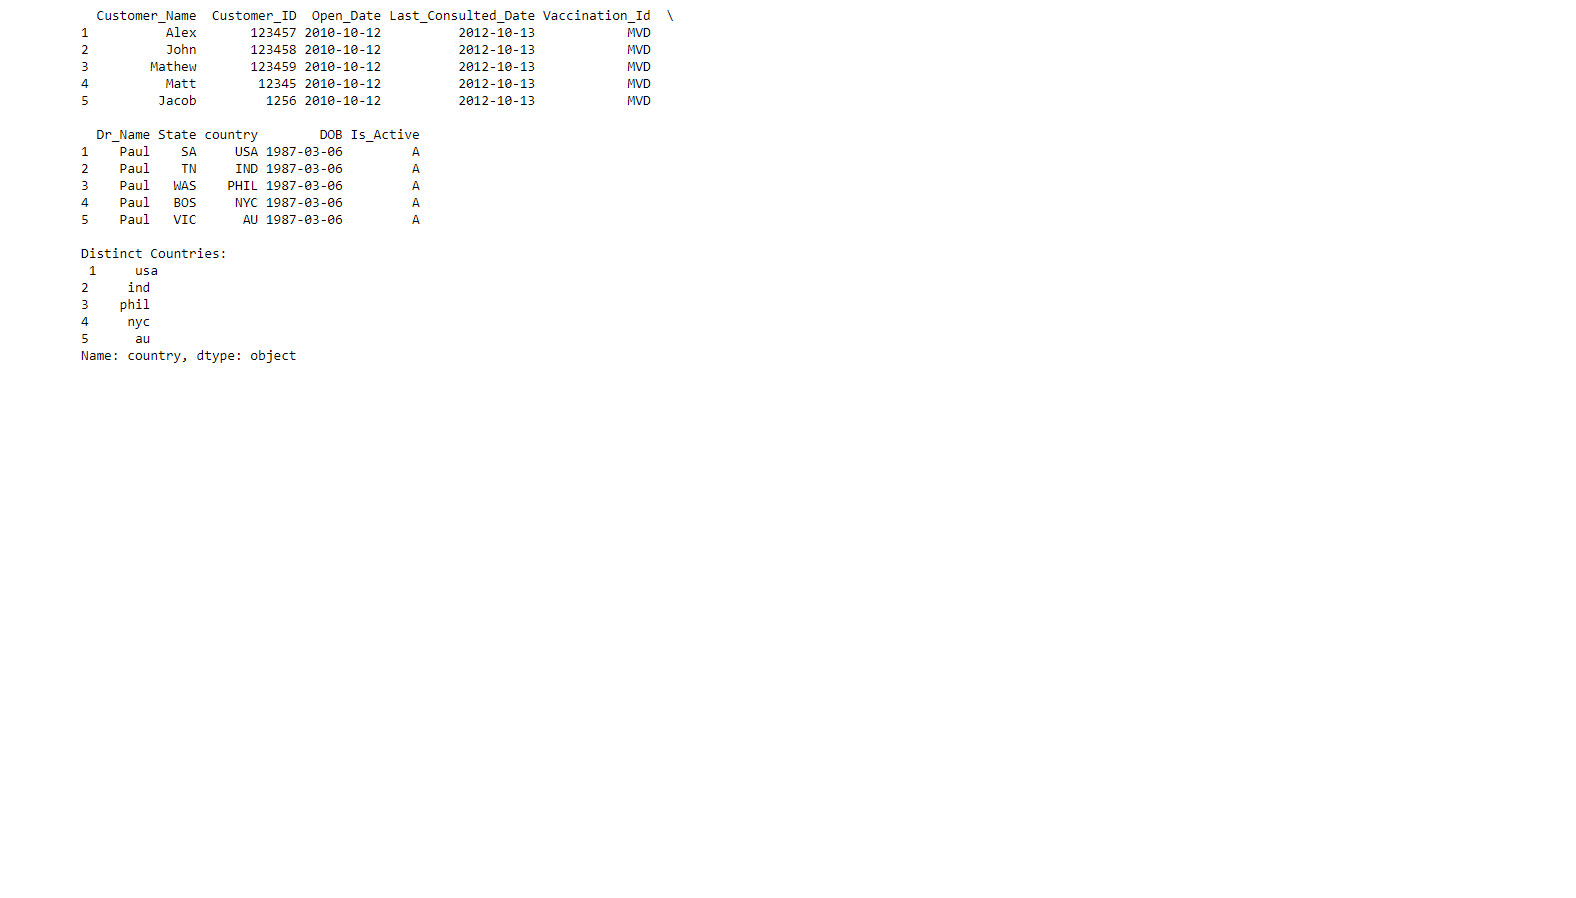 Customer_Name  Customer_ID  Open_Date Last_Consulted_Date Vaccination_Id  \
1          Alex       123457 2010-10-12          2012-10-13            MVD
2          John       123458 2010-10-12          2012-10-13            MVD
3        Mathew       123459 2010-10-12          2012-10-13            MVD
4          Matt        12345 2010-10-12          2012-10-13            MVD
5         Jacob         1256 2010-10-12          2012-10-13            MVD

  Dr_Name State country        DOB Is_Active
1    Paul    SA     USA 1987-03-06         A
2    Paul    TN     IND 1987-03-06         A
3    Paul   WAS    PHIL 1987-03-06         A
4    Paul   BOS     NYC 1987-03-06         A
5    Paul   VIC      AU 1987-03-06         A

Distinct Countries:
 1     usa
2     ind
3    phil
4     nyc
5      au
Name: country, dtype: object